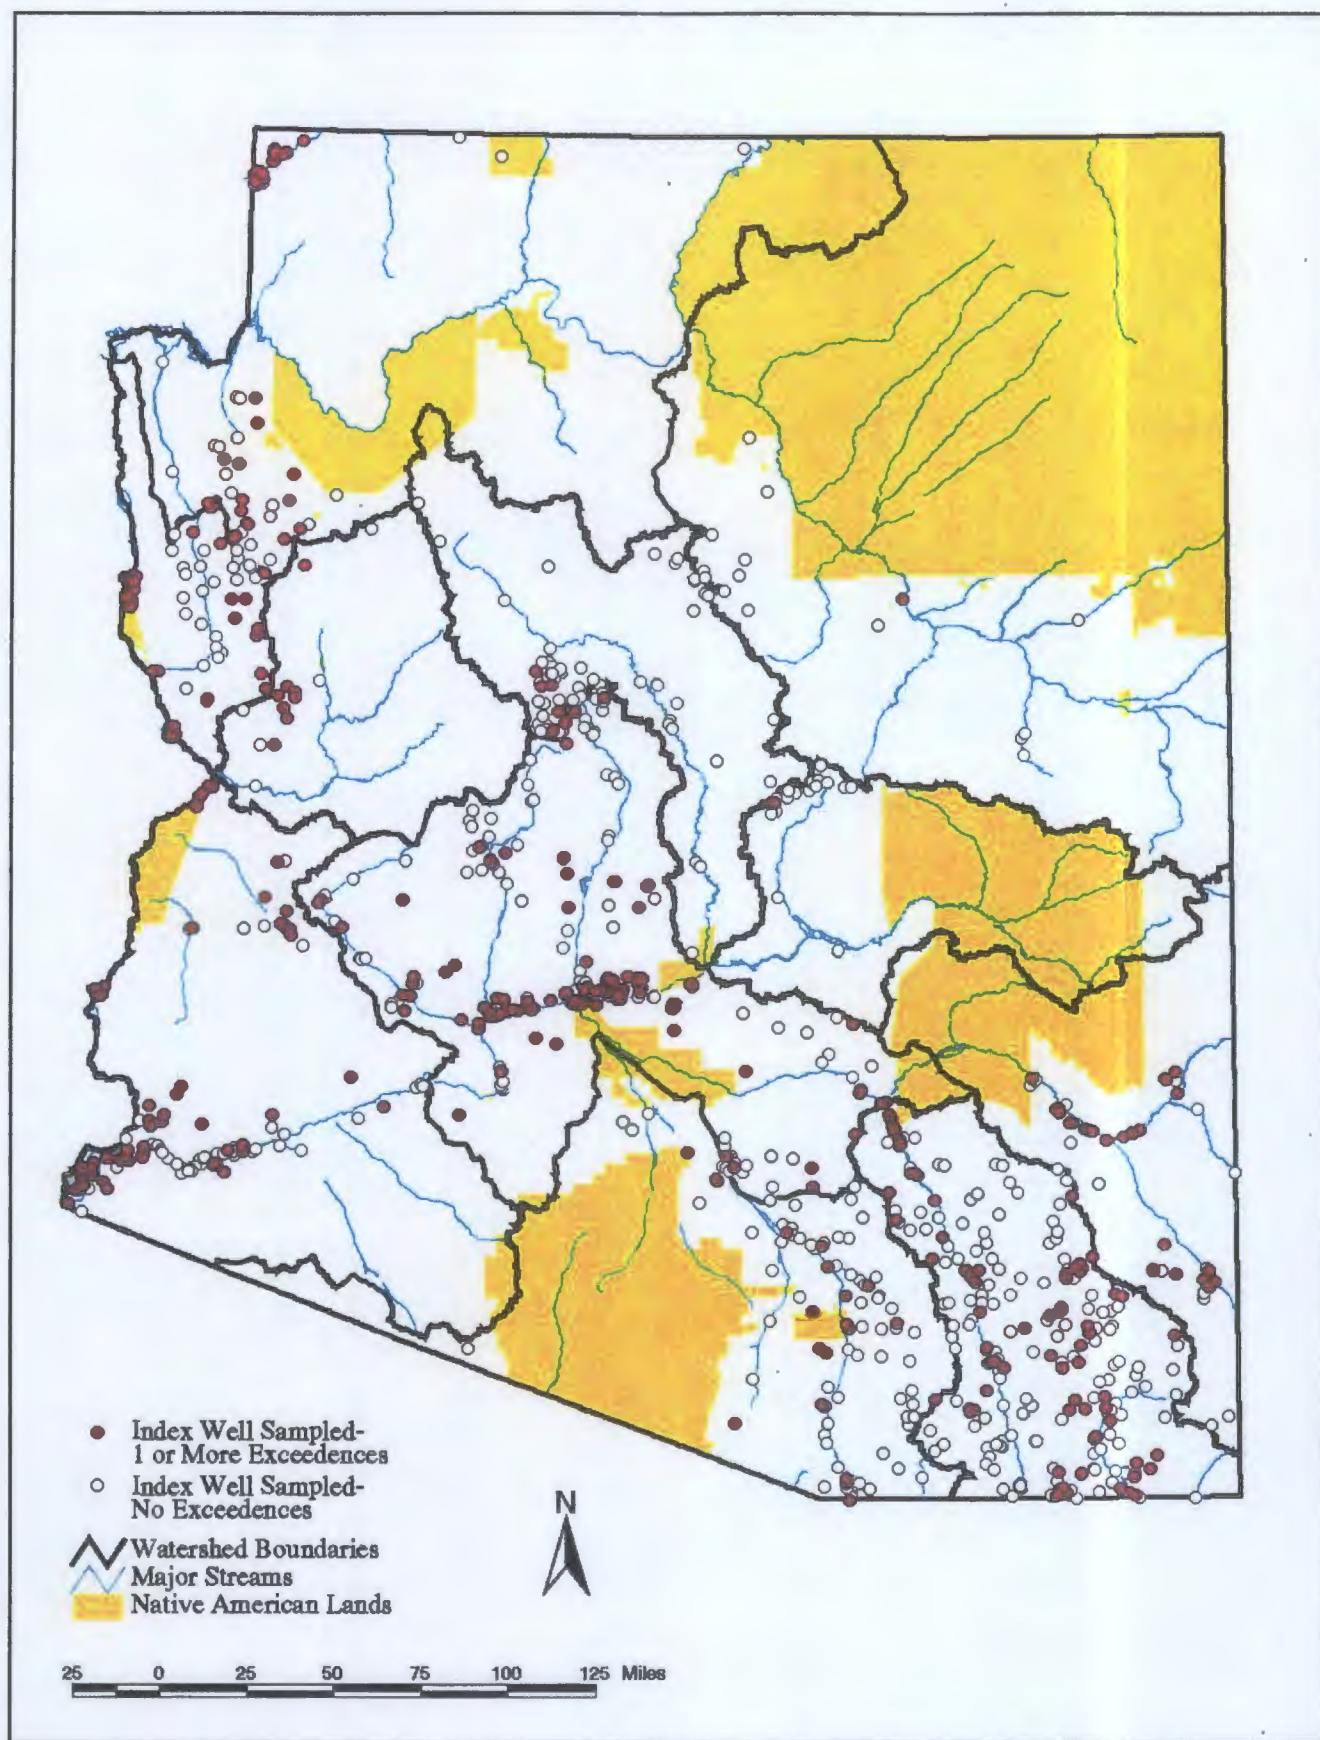 Index Well Sampled-
1 or More Exceedences
Index Well Sampled-
No Exceedences
Watershed Boundaries
Major Streams
Native American Lands
N
25 0 25 50 75 100 125 Miles